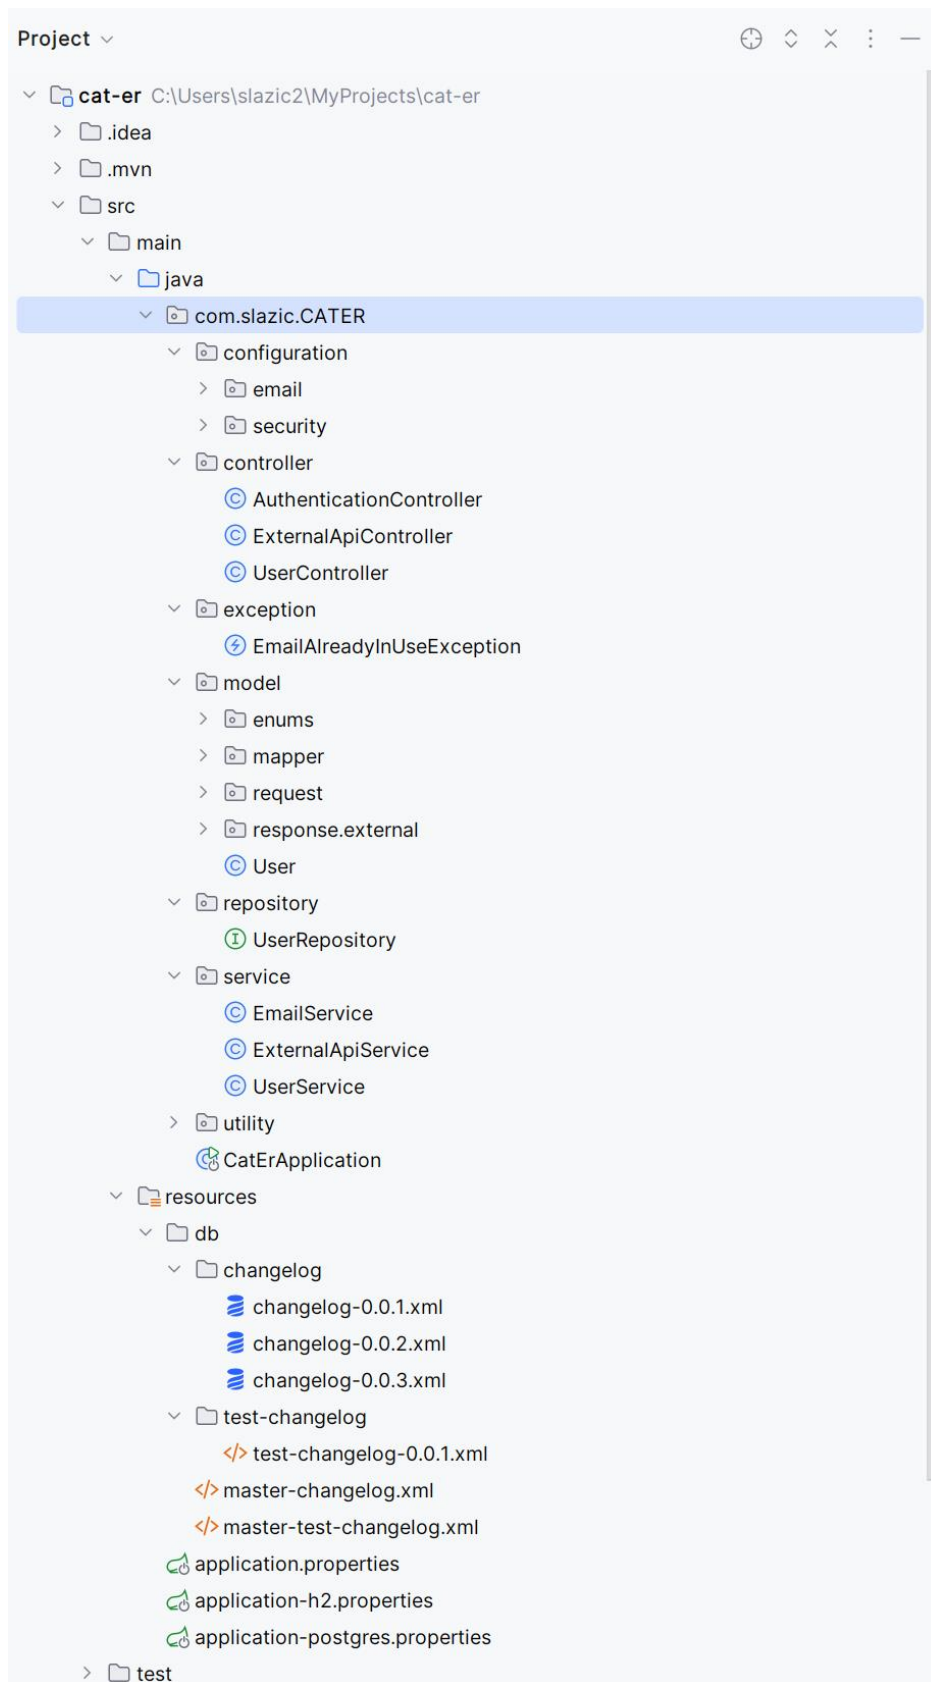 Project
cat-er C:\Users\slazic2\MyProjects\cat-er
.idea
.mvn
src
main
java
com.slazic.CATER
configuration
email
security
controller
AuthenticationController
ExternalApiController
UserController
exception
EmailAlreadyInUseException
model
enums
mapper
request
response.external
User
repository
UserRepository
service
EmailService
ExternalApiService
UserService
utility
CatErApplication
resources
db
changelog
changelog-0.0.1.xml
changelog-0.0.2.xml
changelog-0.0.3.xml
test-changelog
test-changelog-0.0.1.xml
master-changelog.xml
master-test-changelog.xml
application.properties
application-h2.properties
application-postgres.properties
test